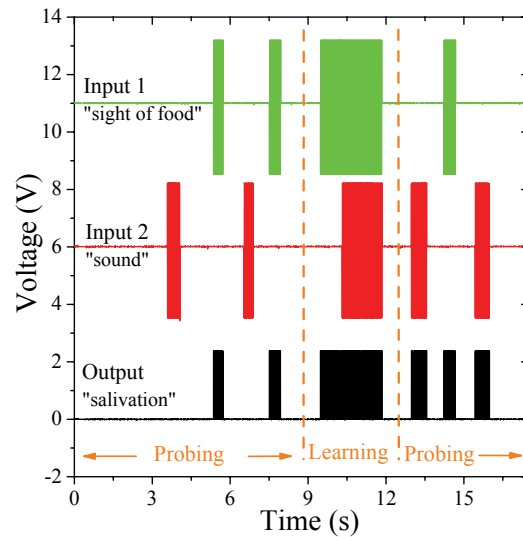 14
12
10
8
6
4
2
0
-2
Voltage (V)
Input 1
"sight of food"
Input 2
"sound"
Output
"salivation"
Probing
Learning
Probing
0 3 6 9 12 15
Time (s)